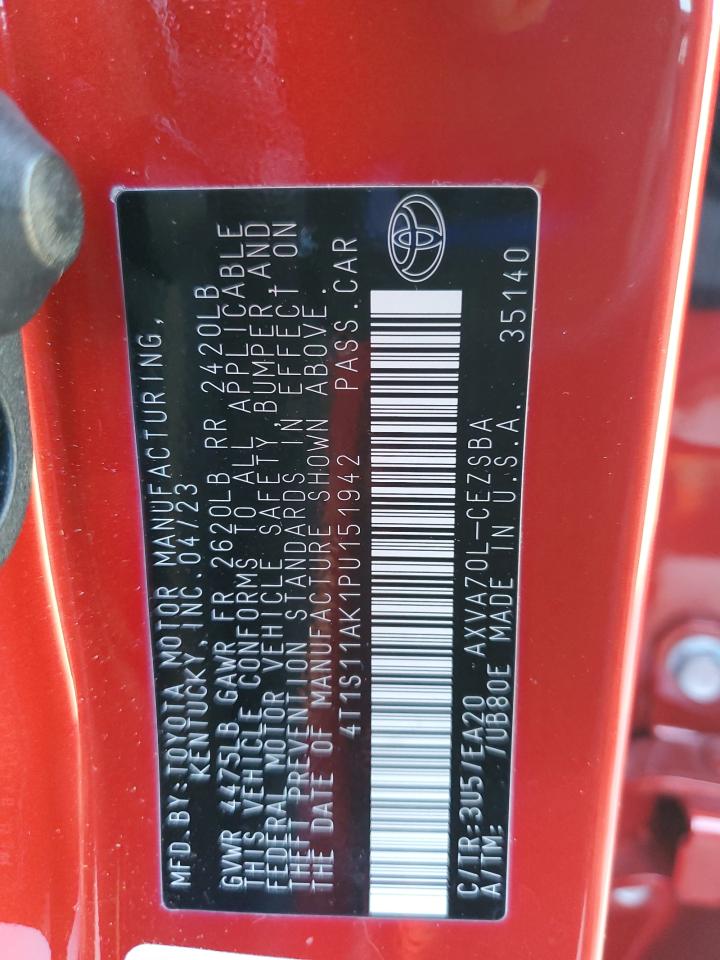 MFD.BY:TOYOTA MOTOR MANUFACTURING,
KENTUCKY, INC.04/23
GVWR 4475LB GAWR FR 2620LB RR 2420LB
THIS VEHICLE CONFORMS TO ALL APPLICABLE
FEDERAL MOTOR VEHICLE SAFETY, BUMPER, AND
THEFT PREVENTION STANDARDS IN EFFECT ON
THE DATE OF MANUFACTURE SHOWN ABOVE.
4T1S11AK1PU151942 PASS.CAR
C/TR:3U5/EA20 AXVA70L-CEZSBA
A/TM: /UB80E MADE IN U.S.A. 35140